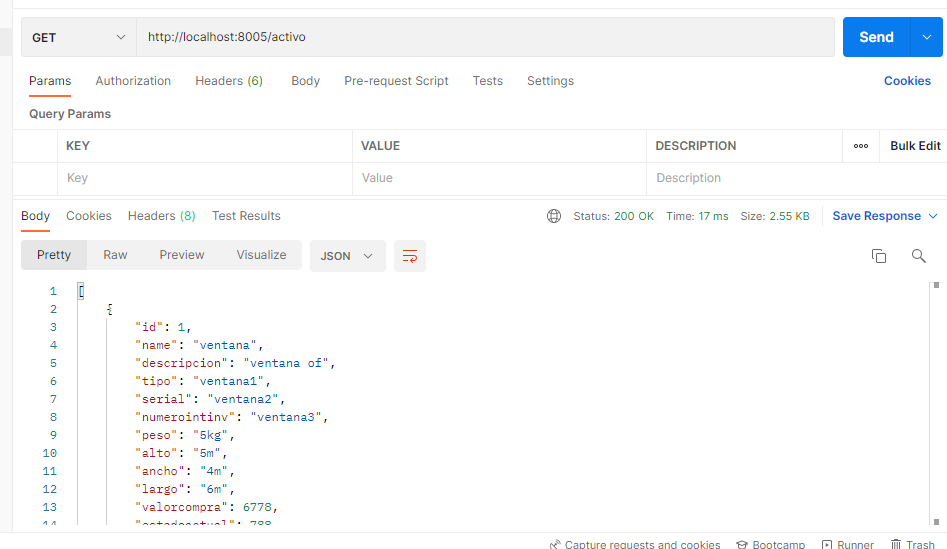 GET http://localhost:8005/activo Send
Params Authorization Headers (6) Body Pre-request Script Tests Settings Cookies
Query Params
KEY VALUE DESCRIPTION ooo Bulk Edit
Key Value Description
Body Cookies Headers (8) Test Results Status: 200 OK Time: 17 ms Size: 2.55 KB Save Response
Pretty Raw Preview Visualize JSON
1 [
2 {
3 "id": 1,
4 "name": "ventana",
5 "descripcion": "ventana of",
6 "tipo": "ventana1",
7 "serial": "ventana2",
8 "numerointinv": "ventana3",
9 "peso": "5kg",
10 "alto": "5m",
11 "ancho": "4m",
12 "largo": "6m",
13 "valorcompra": 6778,
14 "estadoactual": 788
Capture requests and cookies Bootcamp Runner Trash